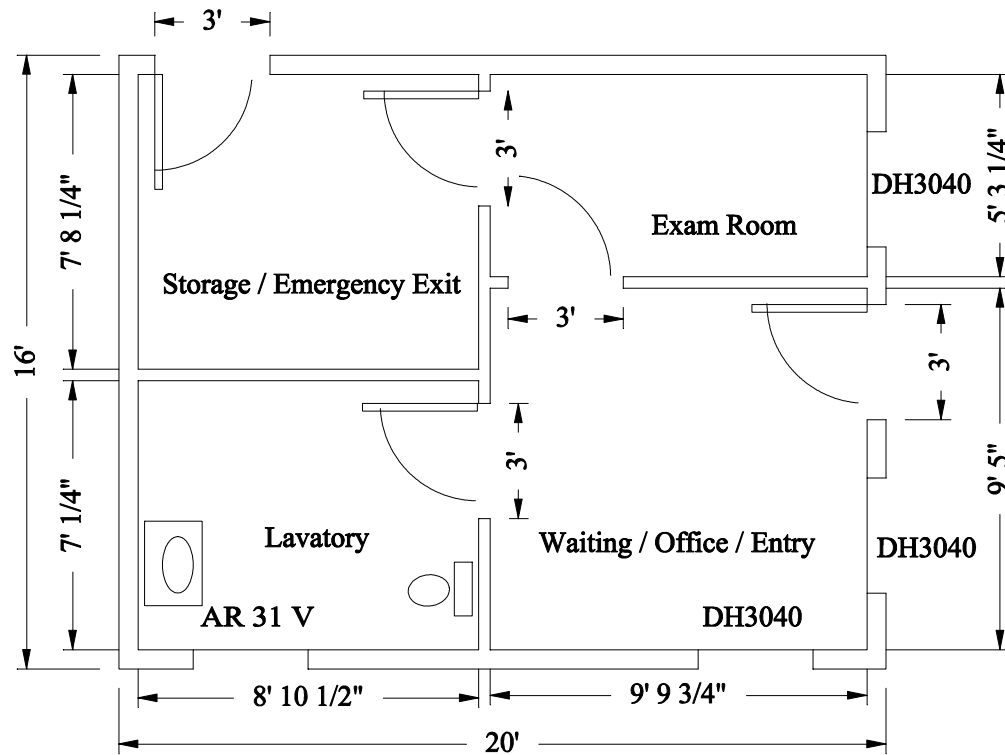 3'
7' 8 1/4"
3'
DH3040
5' 3 1/4"
Exam Room
Storage / Emergency Exit
3'
16'
3'
3'
9' 5"
7' 1/4"
Lavatory
Waiting / Office / Entry
DH3040
AR 31 V
DH3040
8' 10 1/2"
9' 9 3/4"
20'